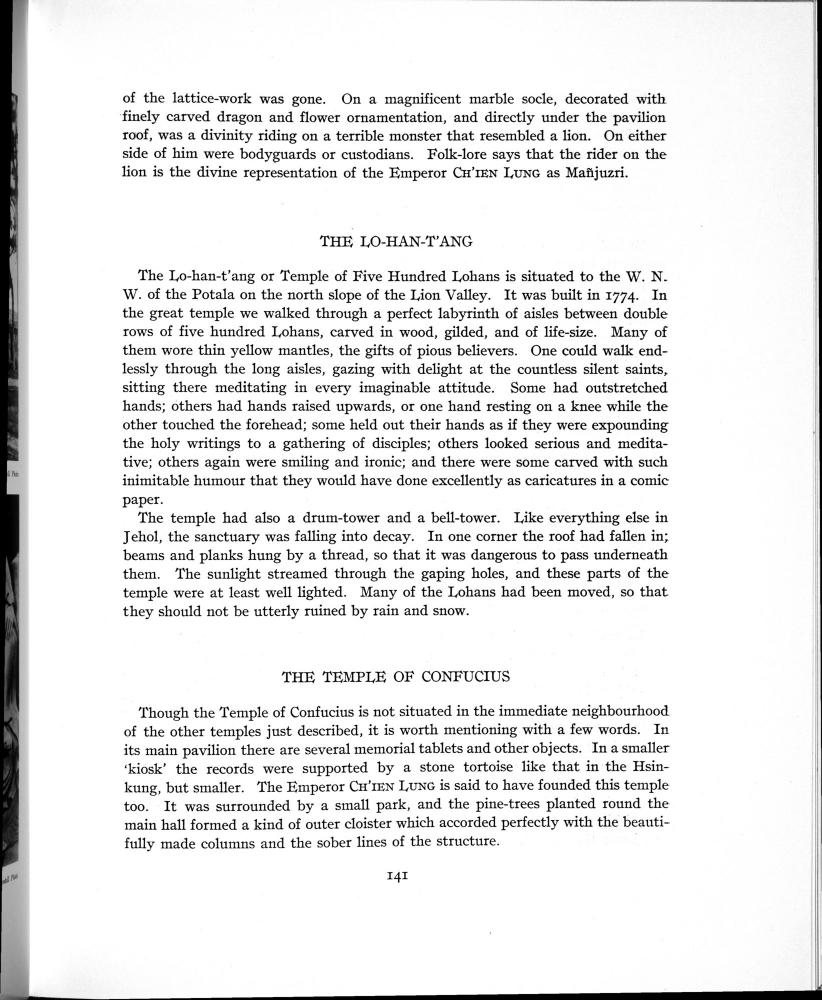 of the lattice-work was gone. On a magnificent marble socle, decorated with
finely carved dragon and flower ornamentation, and directly under the pavilion
roof, was a divinity riding on a terrible monster that resembled a lion. On either
side of him were bodyguards or custodians. Folk-lore says that the rider on the
lion is the divine representation of the Emperor CH'IEN LUNG as Mañjuzri.
THE LO-HAN-T'ANG
The Lo-han-t'ang or Temple of Five Hundred Lohans is situated to the W. N.
W. of the Potala on the north slope of the Lion Valley. It was built in 1774. In
the great temple we walked through a perfect labyrinth of aisles between double
rows of five hundred Lohans, carved in wood, gilded, and of life-size. Many of
them wore thin yellow mantles, the gifts of pious believers. One could walk end-
lessly through the long aisles, gazing with delight at the countless silent saints,
sitting there meditating in every imaginable attitude. Some had outstretched
hands; others had hands raised upwards, or one hand resting on a knee while the
other touched the forehead; some held out their hands as if they were expounding
the holy writings to a gathering of disciples; others looked serious and medita-
tive; others again were smiling and ironic; and there were some carved with such
inimitable humour that they would have done excellently as caricatures in a comic
paper.
The temple had also a drum-tower and a bell-tower. Like everything else in
Jehol, the sanctuary was falling into decay. In one corner the roof had fallen in;
beams and planks hung by a thread, so that it was dangerous to pass underneath
them. The sunlight streamed through the gaping holes, and these parts of the
temple were at least well lighted. Many of the Lohans had been moved, so that
they should not be utterly ruined by rain and snow.
THE TEMPLE OF CONFUCIUS
Though the Temple of Confucius is not situated in the immediate neighbourhood
of the other temples just described, it is worth mentioning with a few words. In
its main pavilion there are several memorial tablets and other objects. In a smaller
'kiosk' the records were supported by a stone tortoise like that in the Hsin-
kung, but smaller. The Emperor CH'IEN LUNG is said to have founded this temple
too. It was surrounded by a small park, and the pine-trees planted round the
main hall formed a kind of outer cloister which accorded perfectly with the beauti-
fully made columns and the sober lines of the structure.
141